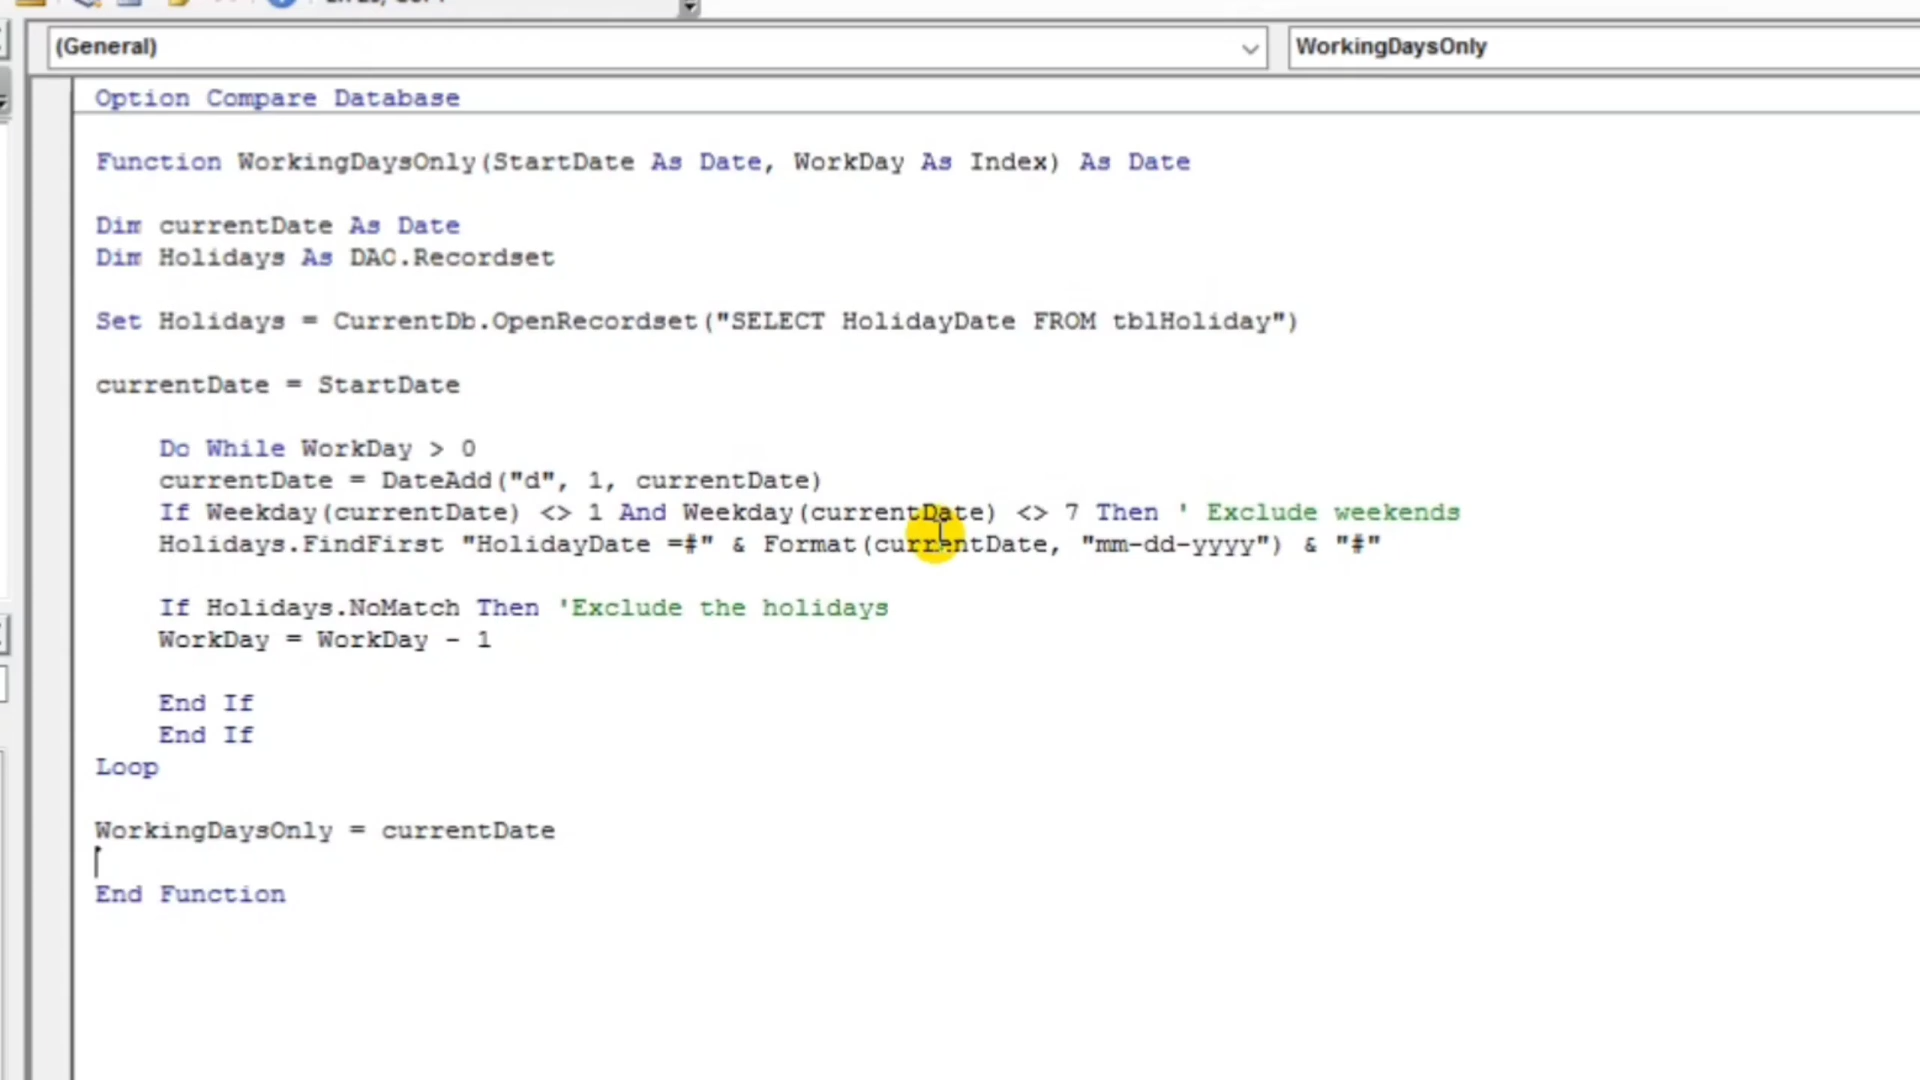 (General)
WorkingDaysOnly
Option Compare Database
Function WorkingDaysOnly(StartDate As Date, WorkDay As Index) As Date
Dim currentDate As Date
Dim Holidays As DAO.Recordset
Set Holidays = CurrentDb.OpenRecordset("SELECT HolidayDate FROM tblHoliday")
currentDate = StartDate
Do While WorkDay > 0
currentDate = DateAdd("d", 1, currentDate)
If Weekday(currentDate) <> 1 And Weekday(currentDate) <> 7 Then ' Exclude weekends
Holidays.FindFirst "HolidayDate =#" & Format(currentDate, "mm-dd-yyyy") & "#"
If Holidays.NoMatch Then 'Exclude the holidays
WorkDay = WorkDay - 1
End If
End If
Loop
WorkingDaysOnly = currentDate
End Function